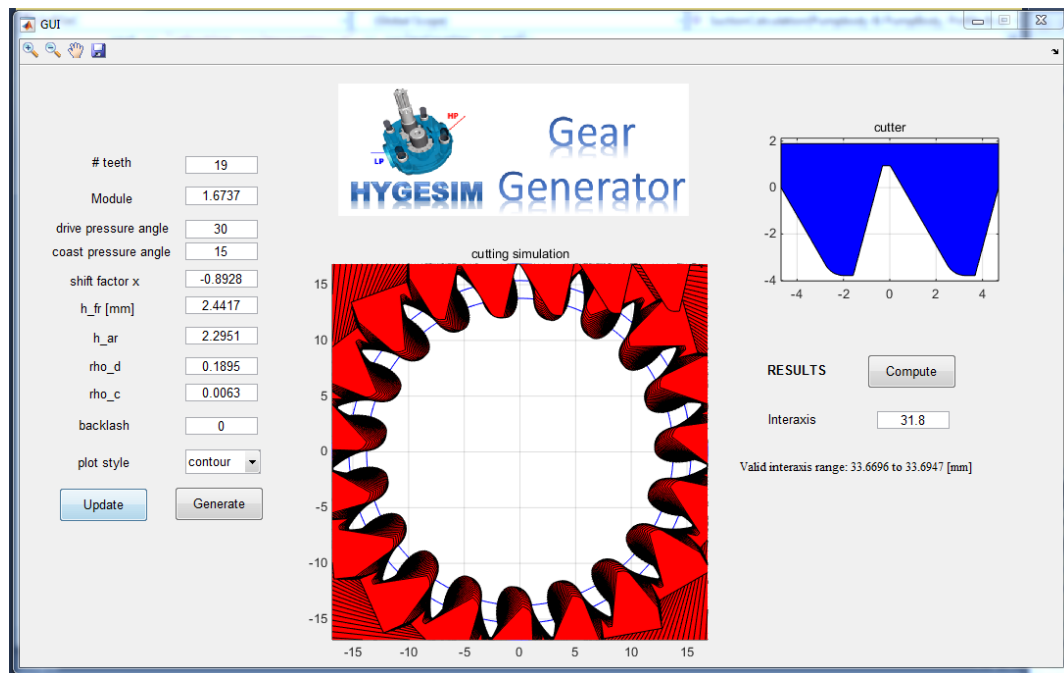 GUI
HP
LP
HYGESIM
Gear
Generator
# teeth 19
Module 1.6737
drive pressure angle 30
coast pressure angle 15
shift factor x -0.8928
h_fr [mm] 2.4417
h_ar 2.2951
rho_d 0.1895
rho_c 0.0063
backlash 0
plot style contour
Update Generate
cutting simulation
15
10
5
0
-5
-10
-15
-15 -10 -5 0 5 10 15
cutter
2
0
-2
-4
-4 -2 0 2 4
RESULTS Compute
Interaxis 31.8
Valid interaxis range: 33.6696 to 33.6947 [mm]